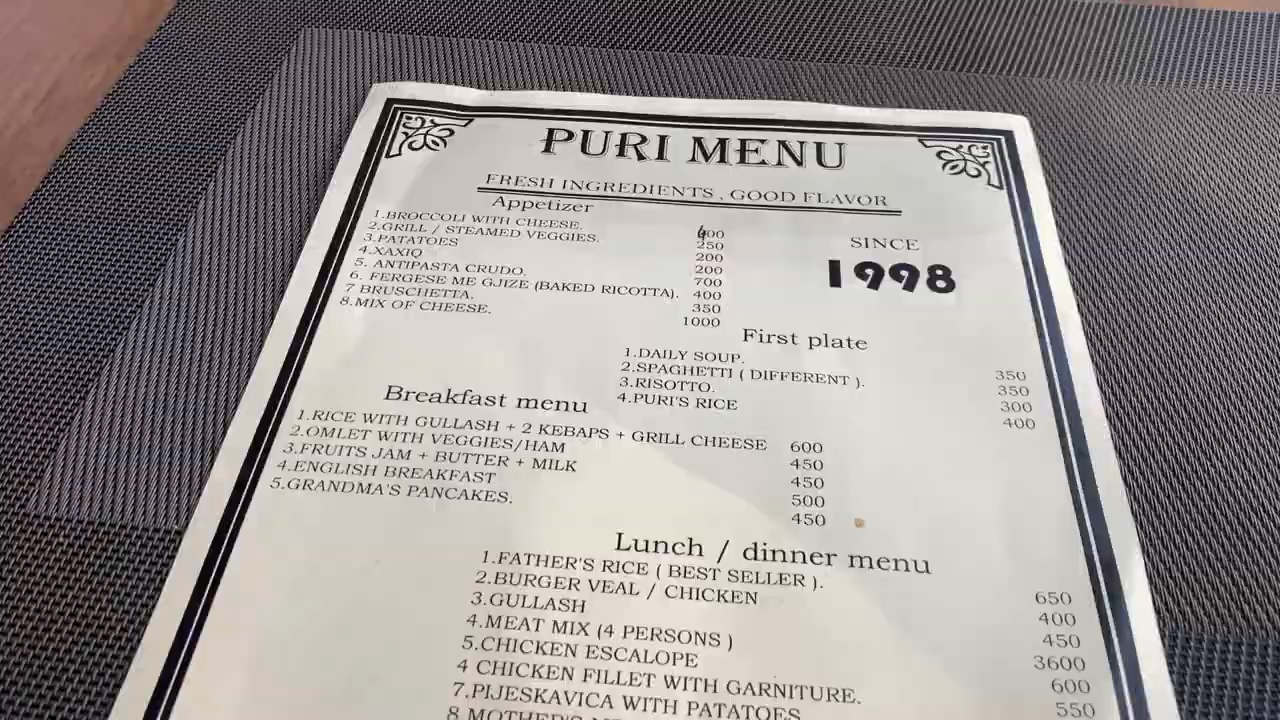 PURI MENU
FRESH INGREDIENTS , GOOD FLAVOR
Appetizer
1.BROCCOLI WITH CHEESE. 400
2.GRILL / STEAMED VEGGIES. 250
3.PATATOES 200
4.XAXIQ 200
5. ANTIPASTA CRUDO. 700
6. FERGESE ME GJIZE (BAKED RICOTTA). 400
7 BRUSCHETTA. 350
8.MIX OF CHEESE. 1000
SINCE
1998
First plate
1.DAILY SOUP. 350
2.SPAGHETTI ( DIFFERENT ). 350
3.RISOTTO. 300
4.PURI'S RICE 400
Breakfast menu
1.RICE WITH GULLASH + 2 KEBAPS + GRILL CHEESE 600
2.OMLET WITH VEGGIES/HAM 450
3.FRUITS JAM + BUTTER + MILK 450
4.ENGLISH BREAKFAST 500
5.GRANDMA'S PANCAKES. 450
Lunch / dinner menu
1.FATHER'S RICE ( BEST SELLER ). 650
2.BURGER VEAL / CHICKEN 400
3.GULLASH 450
4.MEAT MIX (4 PERSONS ) 3600
5.CHICKEN ESCALOPE 600
4 CHICKEN FILLET WITH GARNITURE. 550
7.PIJESKAVICA WITH PATATOES
8.MOTHER'S